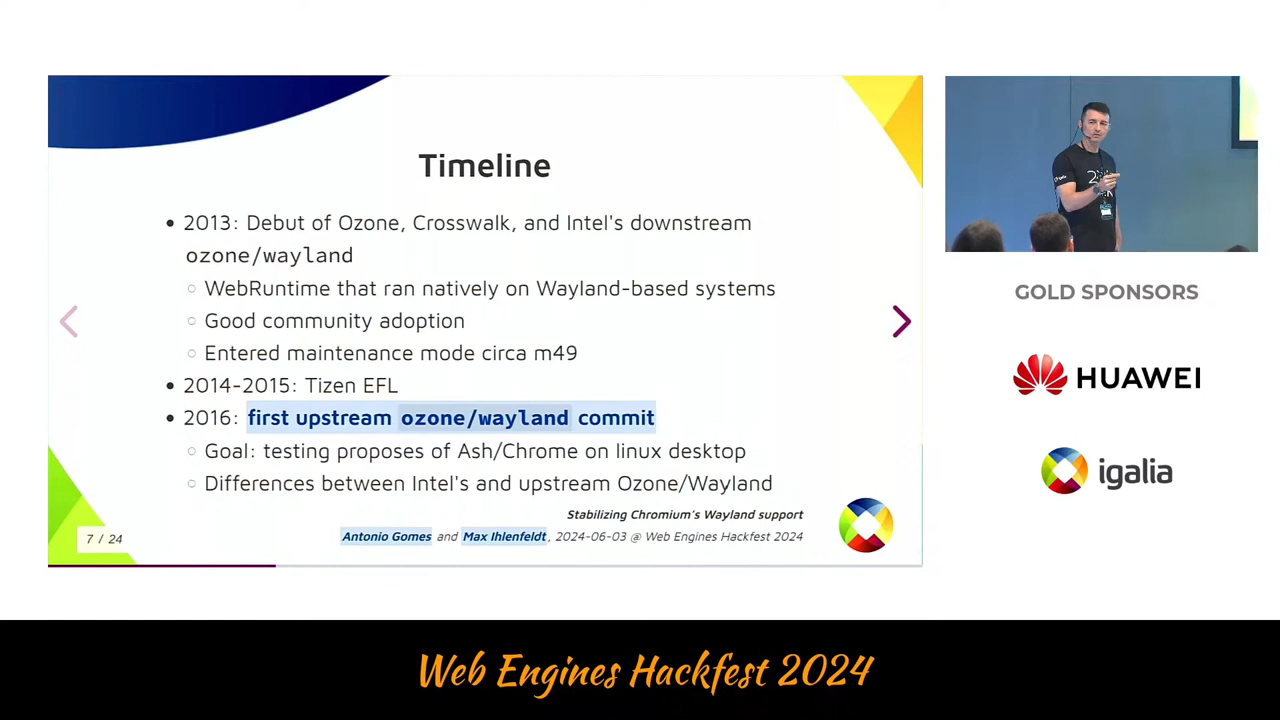 Timeline
• 2013: Debut of Ozone, Crosswalk, and Intel's downstream
ozone/wayland
○ WebRuntime that ran natively on Wayland-based systems
○ Good community adoption
○ Entered maintenance mode circa m49
• 2014-2015: Tizen EFL
• 2016: first upstream ozone/wayland commit
○ Goal: testing proposes of Ash/Chrome on linux desktop
○ Differences between Intel's and upstream Ozone/Wayland
Stabilizing Chromium's Wayland support
Antonio Gomes and Max Ihlenfeldt, 2024-06-03 @ Web Engines Hackfest 2024
7 / 24
GOLD SPONSORS
HUAWEI
igalia
Web Engines Hackfest 2024